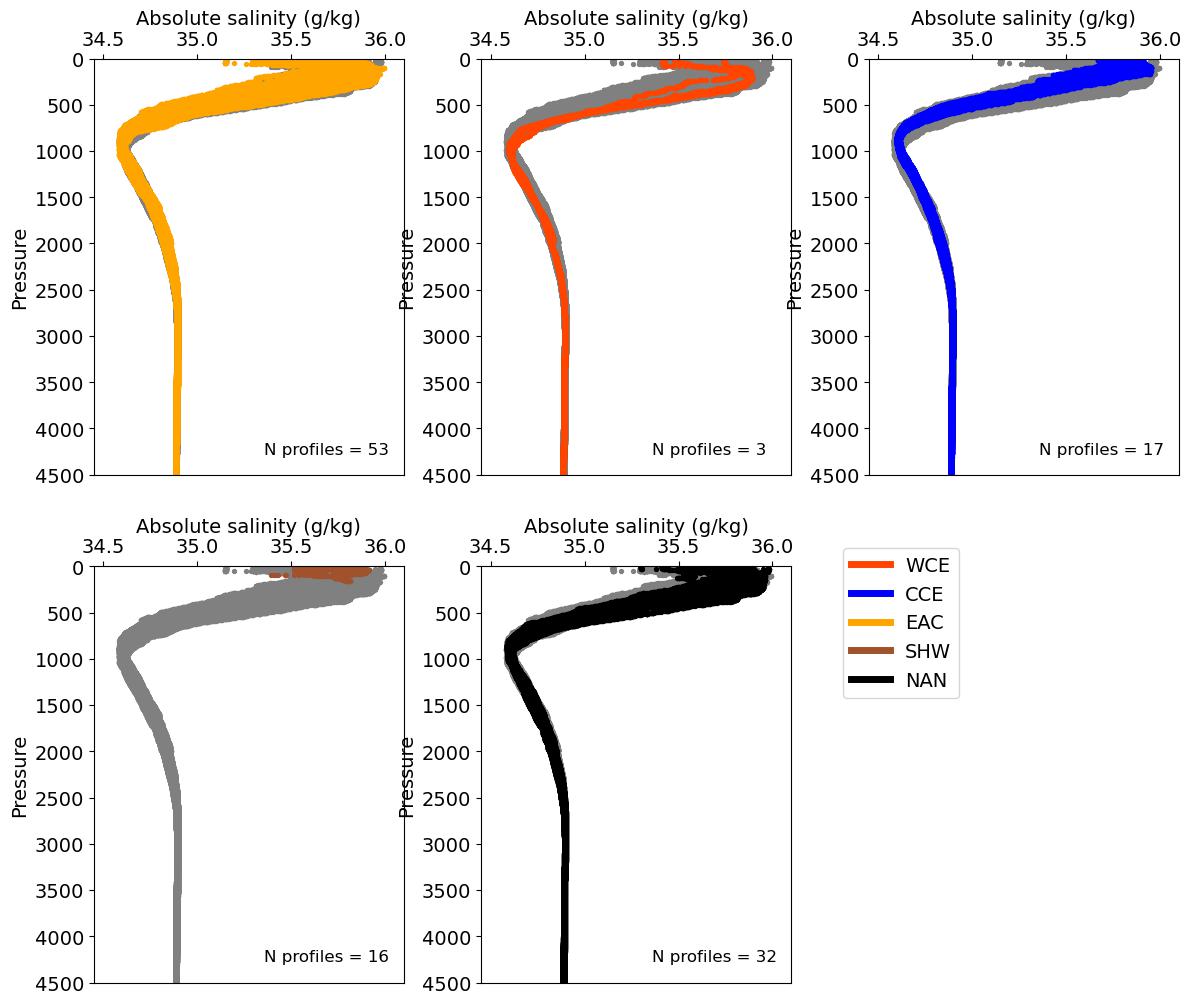 Absolute salinity (g/kg) Absolute salinity (g/kg) Absolute salinity (g/kg)
34.5 35.0 35.5 36.0 34.5 35.0 35.5 36.0 34.5 35.0 35.5 36.0
0 0 0
500 500 500
1000 1000 1000
1500 1500 1500
2000 2000 2000
Pressure Pressure Pressure
2500 2500 2500
3000 3000 3000
3500 3500 3500
4000 4000 4000
N profiles = 53 N profiles = 3 N profiles = 17
4500 4500 4500
Absolute salinity (g/kg) Absolute salinity (g/kg)
34.5 35.0 35.5 36.0 34.5 35.0 35.5 36.0
0 0
500 500
1000 1000
1500 1500
2000 2000
Pressure Pressure
2500 2500
3000 3000
3500 3500
4000 4000
N profiles = 16 N profiles = 32
4500 4500
WCE
CCE
EAC
SHW
NAN